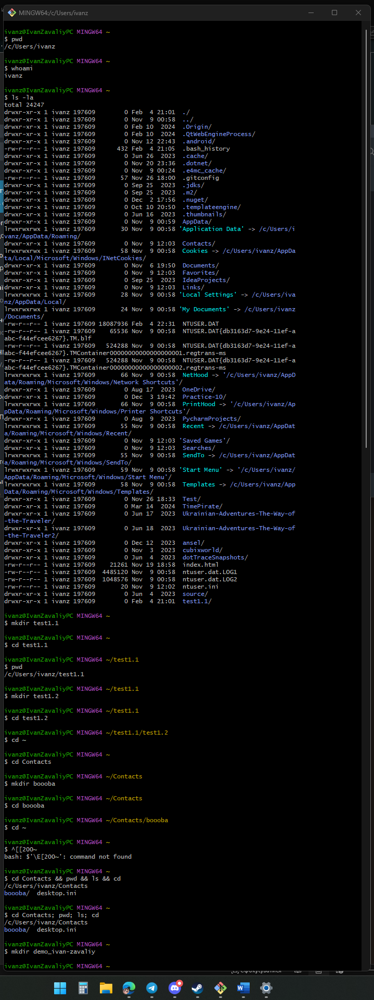 MINGW64:/c/Users/ivanz
ivanz@IvanZavaliyPC MINGW64 ~
$ pwd
/c/Users/ivanz
ivanz@IvanZavaliyPC MINGW64 ~
$ whoami
ivanz
ivanz@IvanZavaliyPC MINGW64 ~
$ ls -la
total 24247
drwxr-xr-x 1 ivanz 197609        0 Feb  4 21:01  ./
drwxr-xr-x 1 ivanz 197609        0 Nov  9 00:58  ../
drwxr-xr-x 1 ivanz 197609        0 Feb 10  2024  .Origin/
drwxr-xr-x 1 ivanz 197609        0 Feb 10  2024  .QtWebEngineProcess/
drwxr-xr-x 1 ivanz 197609        0 Nov 12 22:43  .android/
-rw-r--r-- 1 ivanz 197609      432 Feb  4 21:05  .bash_history
drwxr-xr-x 1 ivanz 197609        0 Jun 26  2023  .cache/
drwxr-xr-x 1 ivanz 197609        0 Nov 20 23:36  .dotnet/
drwxr-xr-x 1 ivanz 197609        0 Nov  9 00:24  .e4mc_cache/
-rw-r--r-- 1 ivanz 197609       57 Nov 26 18:00  .gitconfig
drwxr-xr-x 1 ivanz 197609        0 Sep 25  2023  .jdks/
drwxr-xr-x 1 ivanz 197609        0 Sep 25  2023  .m2/
drwxr-xr-x 1 ivanz 197609        0 Dec  2 17:56  .nuget/
drwxr-xr-x 1 ivanz 197609        0 Oct 10 20:50  .templateengine/
drwxr-xr-x 1 ivanz 197609        0 Jun 16  2023  .thumbnails/
drwxr-xr-x 1 ivanz 197609        0 Nov  9 00:59  AppData/
lrwxrwxrwx 1 ivanz 197609       30 Nov  9 00:58 'Application Data' -> /c/Users/i
vanz/AppData/Roaming/
drwxr-xr-x 1 ivanz 197609        0 Nov  9 12:03  Contacts/
lrwxrwxrwx 1 ivanz 197609       58 Nov  9 00:58  Cookies -> /c/Users/ivanz/AppDa
ta/Local/Microsoft/Windows/INetCookies/
drwxr-xr-x 1 ivanz 197609        0 Nov  6 19:50  Documents/
drwxr-xr-x 1 ivanz 197609        0 Nov  9 12:03  Favorites/
drwxr-xr-x 1 ivanz 197609        0 Sep 25  2023  IdeaProjects/
drwxr-xr-x 1 ivanz 197609        0 Nov  9 12:03  Links/
lrwxrwxrwx 1 ivanz 197609       28 Nov  9 00:58 'Local Settings' -> /c/Users/iva
nz/AppData/Local/
lrwxrwxrwx 1 ivanz 197609       24 Nov  9 00:58 'My Documents' -> /c/Users/ivanz
/Documents/
-rw-r--r-- 1 ivanz 197609 18087936 Feb  4 22:31  NTUSER.DAT
-rw-r--r-- 1 ivanz 197609    65536 Nov  9 00:58  NTUSER.DAT{db3163d7-9e24-11ef-a
abc-f44efcee6267}.TM.blf
-rw-r--r-- 1 ivanz 197609   524288 Nov  9 00:58  NTUSER.DAT{db3163d7-9e24-11ef-a
abc-f44efcee6267}.TMContainer00000000000000000001.regtrans-ms
-rw-r--r-- 1 ivanz 197609   524288 Nov  9 00:58  NTUSER.DAT{db3163d7-9e24-11ef-a
abc-f44efcee6267}.TMContainer00000000000000000002.regtrans-ms
lrwxrwxrwx 1 ivanz 197609       66 Nov  9 00:58  NetHood -> '/c/Users/ivanz/AppD
ata/Roaming/Microsoft/Windows/Network Shortcuts'/
drwxr-xr-x 1 ivanz 197609        0 Aug 17  2023  OneDrive/
drwxr-xr-x 1 ivanz 197609        0 Dec  3 19:42  Practice-10/
lrwxrwxrwx 1 ivanz 197609       66 Nov  9 00:58  PrintHood -> '/c/Users/ivanz/Ap
pData/Roaming/Microsoft/Windows/Printer Shortcuts'/
drwxr-xr-x 1 ivanz 197609        0 Aug  9  2023  PycharmProjects/
lrwxrwxrwx 1 ivanz 197609       55 Nov  9 00:58  Recent -> /c/Users/ivanz/AppDat
a/Roaming/Microsoft/Windows/Recent/
drwxr-xr-x 1 ivanz 197609        0 Nov  9 12:03 'Saved Games'/
drwxr-xr-x 1 ivanz 197609        0 Nov  9 12:03  Searches/
lrwxrwxrwx 1 ivanz 197609       55 Nov  9 00:58  SendTo -> /c/Users/ivanz/AppDat
a/Roaming/Microsoft/Windows/SendTo/
lrwxrwxrwx 1 ivanz 197609       59 Nov  9 00:58 'Start Menu' -> '/c/Users/ivanz/
AppData/Roaming/Microsoft/Windows/Start Menu'/
lrwxrwxrwx 1 ivanz 197609       58 Nov  9 00:58  Templates -> /c/Users/ivanz/App
Data/Roaming/Microsoft/Windows/Templates/
drwxr-xr-x 1 ivanz 197609        0 Nov 26 18:33  Test/
drwxr-xr-x 1 ivanz 197609        0 Mar 14  2024  TimePirate/
drwxr-xr-x 1 ivanz 197609        0 Jun 17  2023  Ukrainian-Adventures-The-Way-of
-the-Traveler/
drwxr-xr-x 1 ivanz 197609        0 Jun 18  2023  Ukrainian-Adventures-The-Way-of
-the-Traveler2/
drwxr-xr-x 1 ivanz 197609        0 Dec 12  2023  ansel/
drwxr-xr-x 1 ivanz 197609        0 Nov  3  2023  cubixworld/
drwxr-xr-x 1 ivanz 197609        0 Jun  4  2023  dotTraceSnapshots/
-rw-r--r-- 1 ivanz 197609    21261 Nov 19 18:58  index.html
-rw-r--r-- 1 ivanz 197609  4485120 Nov  9 00:58  ntuser.dat.LOG1
-rw-r--r-- 1 ivanz 197609  1048576 Nov  9 00:58  ntuser.dat.LOG2
-rw-r--r-- 1 ivanz 197609       20 Nov  9 12:02  ntuser.ini
drwxr-xr-x 1 ivanz 197609        0 Jun  4  2023  source/
drwxr-xr-x 1 ivanz 197609        0 Feb  4 21:01  test1.1/
ivanz@IvanZavaliyPC MINGW64 ~
$ mkdir test1.1
ivanz@IvanZavaliyPC MINGW64 ~
$ cd test1.1
ivanz@IvanZavaliyPC MINGW64 ~/test1.1
$ pwd
/c/Users/ivanz/test1.1
ivanz@IvanZavaliyPC MINGW64 ~/test1.1
$ mkdir test1.2
ivanz@IvanZavaliyPC MINGW64 ~/test1.1
$ cd test1.2
ivanz@IvanZavaliyPC MINGW64 ~/test1.1/test1.2
$ cd ~
ivanz@IvanZavaliyPC MINGW64 ~
$ cd Contacts
ivanz@IvanZavaliyPC MINGW64 ~/Contacts
$ mkdir boooba
ivanz@IvanZavaliyPC MINGW64 ~/Contacts
$ cd boooba
ivanz@IvanZavaliyPC MINGW64 ~/Contacts/boooba
$ cd ~
ivanz@IvanZavaliyPC MINGW64 ~
$ ^[[200~
bash: $'\E[200~': command not found
ivanz@IvanZavaliyPC MINGW64 ~
$ cd Contacts && pwd && ls && cd
/c/Users/ivanz/Contacts
boooba/  desktop.ini
ivanz@IvanZavaliyPC MINGW64 ~
$ cd Contacts; pwd; ls; cd
/c/Users/ivanz/Contacts
boooba/  desktop.ini
ivanz@IvanZavaliyPC MINGW64 ~
$ mkdir demo_ivan-zavaliy
ivanz@IvanZavaliyPC MINGW64 ~